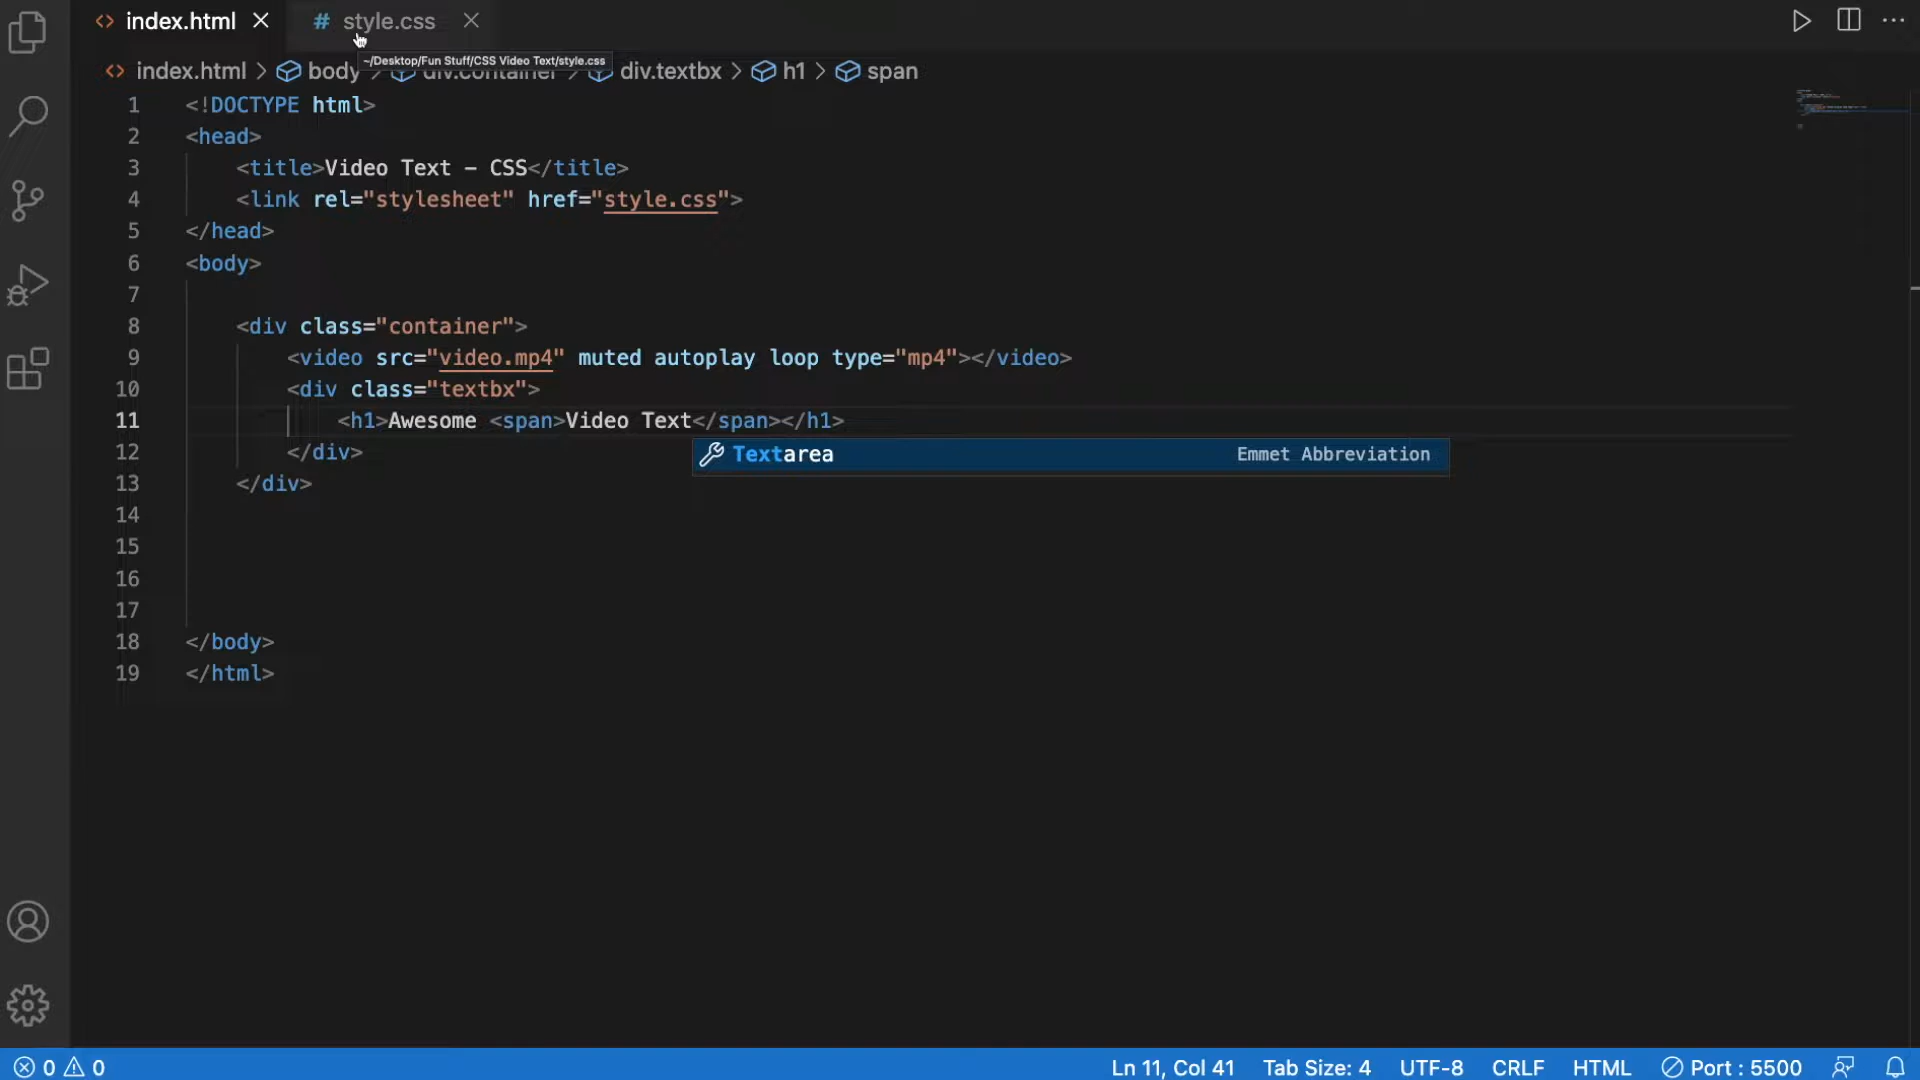 index.html style.css
~/Desktop/Fun Stuff/CSS Video Text/style.css
index.html > body > div.container > div.textbx > h1 > span
1 <!DOCTYPE html>
2 <head>
3 <title>Video Text - CSS</title>
4 <link rel="stylesheet" href="style.css">
5 </head>
6 <body>
7
8 <div class="container">
9 <video src="video.mp4" muted autoplay loop type="mp4"></video>
10 <div class="textbx">
11 <h1>Awesome <span>Video Text</span></h1>
Textarea Emmet Abbreviation
12 </div>
13 </div>
14
15
16
17
18 </body>
19 </html>
0 0 Ln 11, Col 41 Tab Size: 4 UTF-8 CRLF HTML Port : 5500